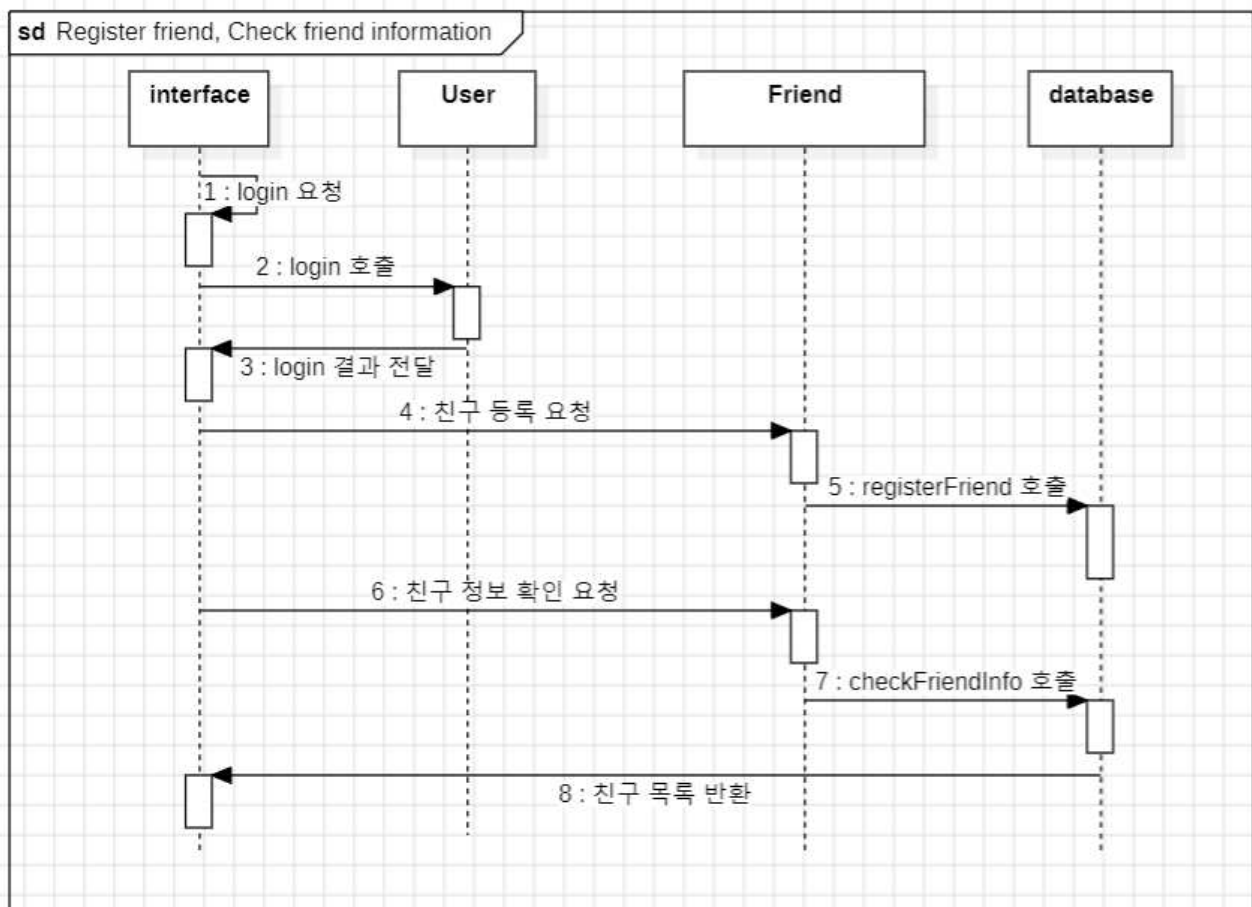 sd Register friend, Check friend information
interface
User
Friend
database
1 : login 요청
2 : login 호출
3 : login 결과 전달
4 : 친구 등록 요청
5 : registerFriend 호출
6 : 친구 정보 확인 요청
7 : checkFriendInfo 호출
8 : 친구 목록 반환